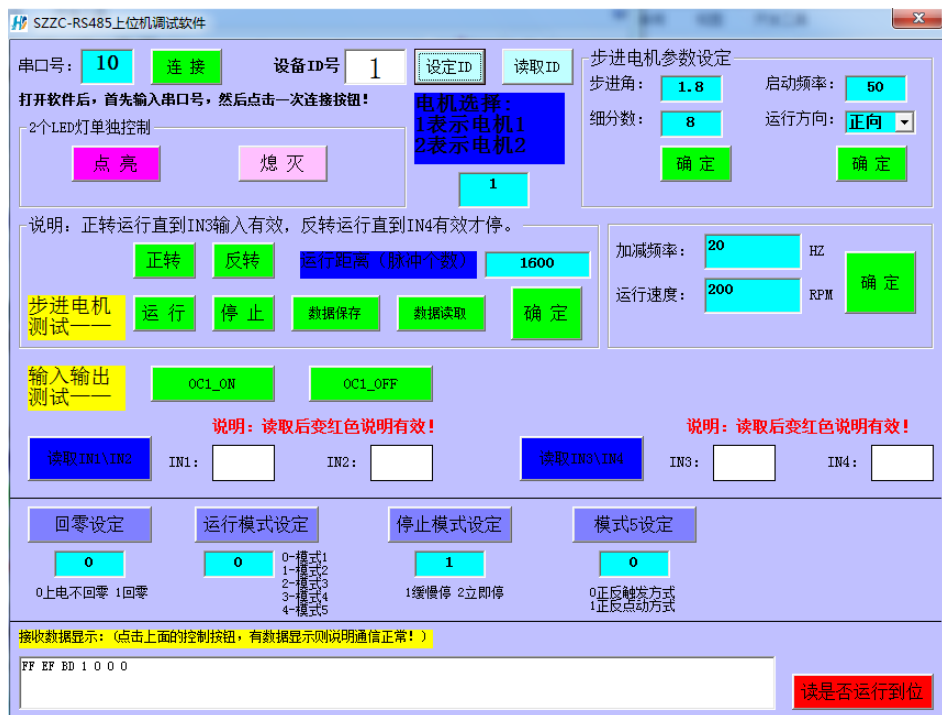 SZZC-RS485上位机调试软件
串口号： 10 连 接 设备ID号 1 设定ID 读取ID
打开软件后，首先输入串口号，然后点击一次连接按钮！
2个LED灯单独控制
点 亮 熄 灭
电机选择：
1表示电机1
2表示电机2
1
步进电机参数设定
步进角： 1.8 启动频率： 50
细分数： 8 运行方向： 正向
确 定 确 定
说明：正转运行直到IN3输入有效，反转运行直到IN4有效才停。
正转 反转 运行距离（脉冲个数） 1600
步进电机
测试——
运 行 停 止 数据保存 数据读取 确 定
加减频率： 20 HZ
运行速度： 200 RPM
确 定
输入输出
测试——
OC1_ON OC1_OFF
说明：读取后变红色说明有效！ 说明：读取后变红色说明有效！
读取IN1\IN2 IN1： IN2： 读取IN3\IN4 IN3： IN4：
回零设定 运行模式设定 停止模式设定 模式5设定
0 0 1 0
0上电不回零 1回零
0-模式1
1-模式2
2-模式3
3-模式4
4-模式5
1缓慢停 2立即停
0正反触发方式
1正反点动方式
接收数据显示：（点击上面的控制按钮，有数据显示则说明通信正常！）
FF EF BD 1 0 0 0
读是否运行到位